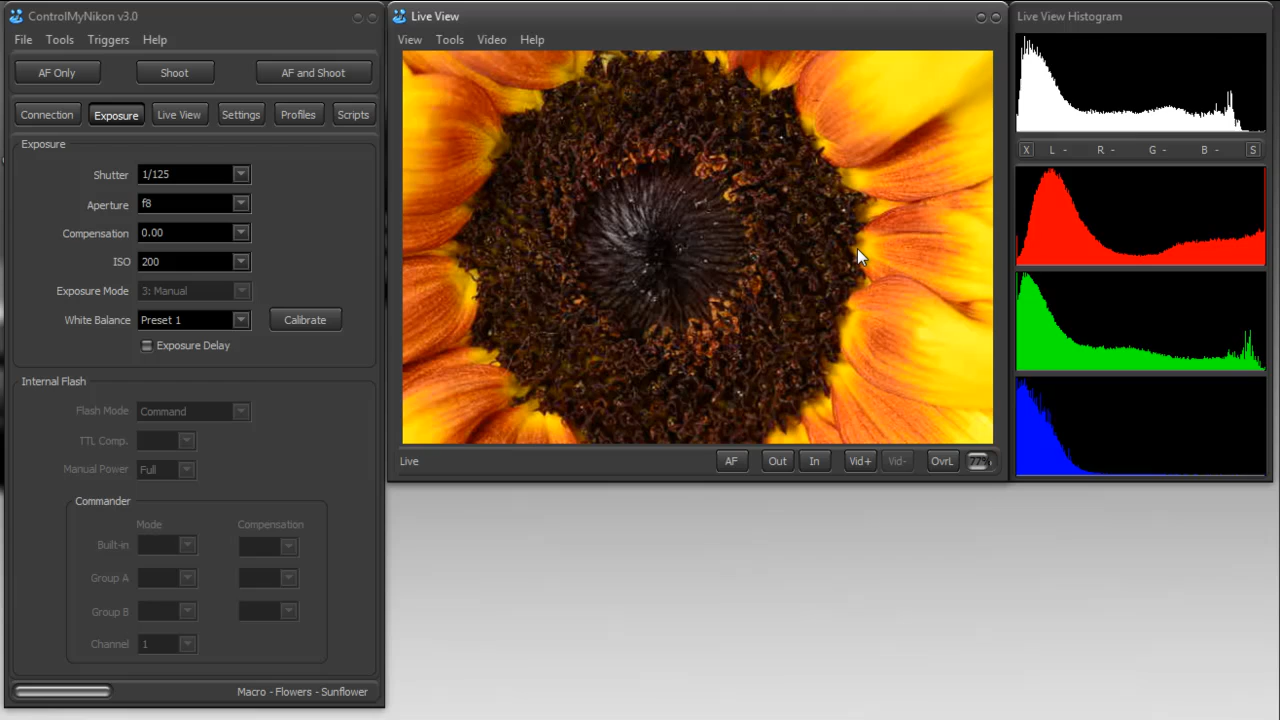 ControlMyNikon v3.0
File Tools Triggers Help
AF Only Shoot AF and Shoot
Connection Exposure Live View Settings Profiles Scripts
Exposure
Shutter 1/125
Aperture f8
Compensation 0.00
ISO 200
Exposure Mode 3: Manual
White Balance Preset 1 Calibrate
Exposure Delay
Internal Flash
Flash Mode Command
TTL Comp.
Manual Power Full
Commander
Mode Compensation
Built-in
Group A
Group B
Channel 1
Macro - Flowers - Sunflower
Live View
View Tools Video Help
Live AF Out In Vid+ Vid- OvrL 77%
Live View Histogram
X L - R - G - B - S